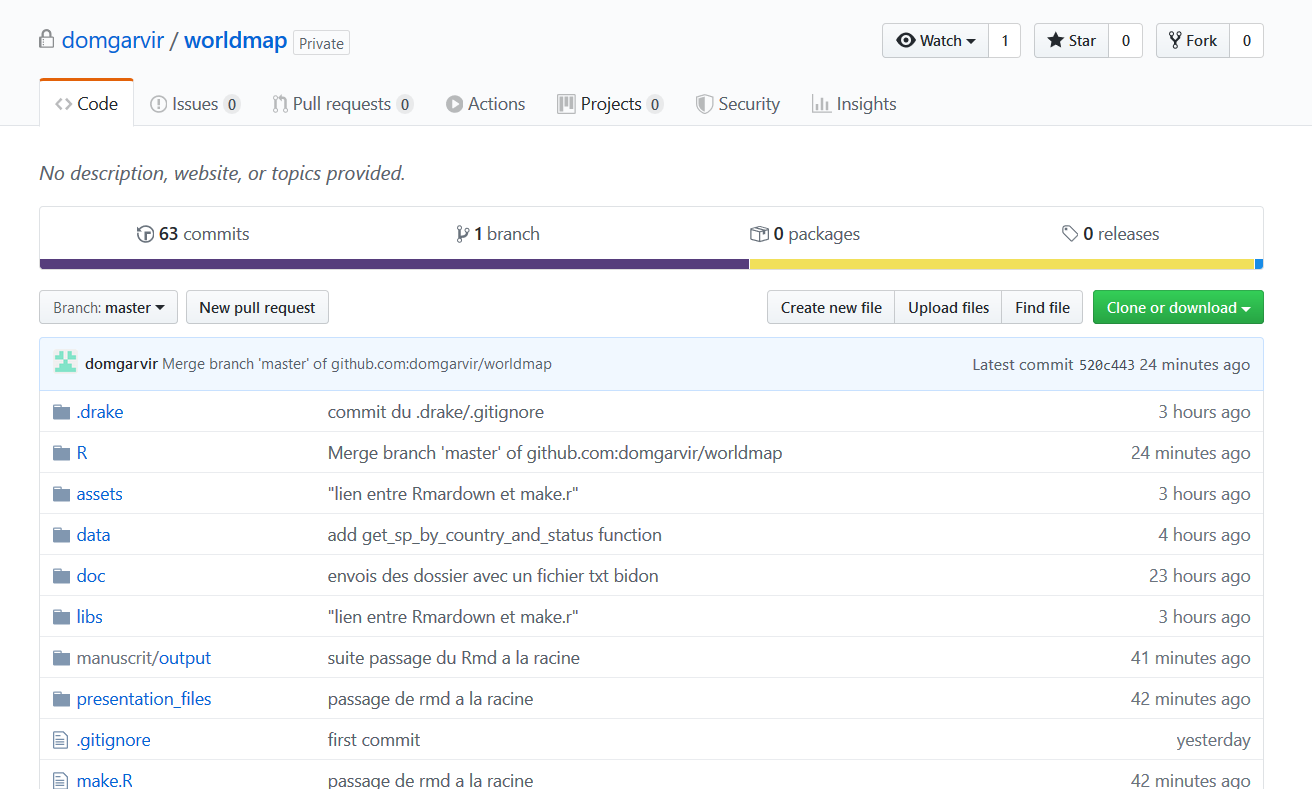 domgarvir / worldmap Private Watch 1 Star 0 Fork 0
Code Issues 0 Pull requests 0 Actions Projects 0 Security Insights
No description, website, or topics provided.
63 commits 1 branch 0 packages 0 releases
Branch: master New pull request Create new file Upload files Find file Clone or download
domgarvir Merge branch 'master' of github.com:domgarvir/worldmap Latest commit 520c443 24 minutes ago
.drake commit du .drake/.gitignore 3 hours ago
R Merge branch 'master' of github.com:domgarvir/worldmap 24 minutes ago
assets "lien entre Rmardown et make.r" 3 hours ago
data add get_sp_by_country_and_status function 4 hours ago
doc envois des dossier avec un fichier txt bidon 23 hours ago
libs "lien entre Rmardown et make.r" 3 hours ago
manuscrit/output suite passage du Rmd a la racine 41 minutes ago
presentation_files passage de rmd a la racine 42 minutes ago
.gitignore first commit yesterday
make.R passage de rmd a la racine 42 minutes ago